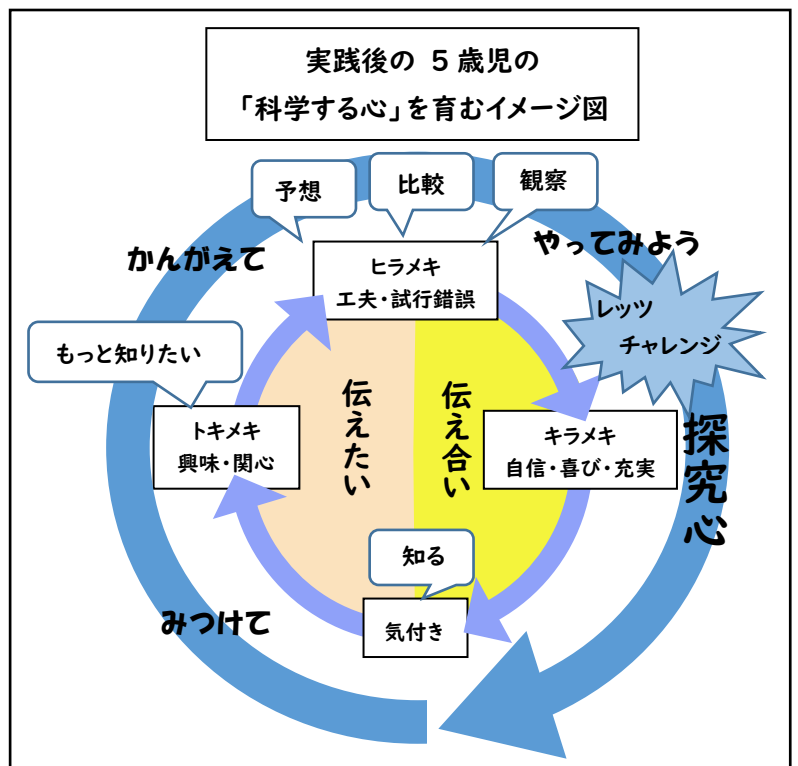 実践後の 5歳児の
「科学する心」を育むイメージ図
予想
比較
観察
かんがえて
やってみよう
ヒラメキ
工夫・試行錯誤
レッツ
チャレンジ
もっと知りたい
トキメキ
興味・関心
伝えたい
伝え合い
キラメキ
自信・喜び・充実
探究心
知る
気付き
みつけて